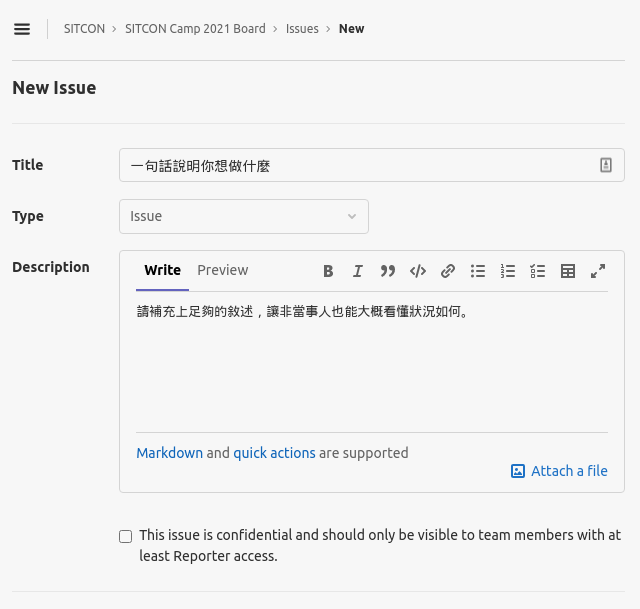 SITCON › SITCON Camp 2021 Board › Issues › New
New Issue
Title 一句話說明你想做什麼
Type Issue
Description Write Preview
請補充上足夠的敘述，讓非當事人也能大概看懂狀況如何。
Markdown and quick actions are supported
Attach a file
This issue is confidential and should only be visible to team members with at
least Reporter access.